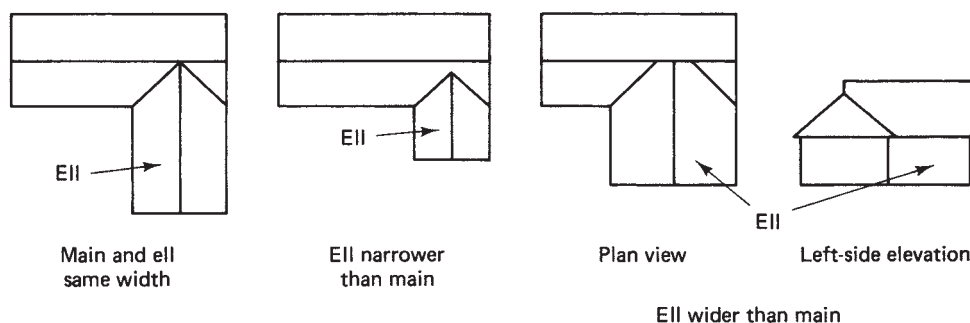 Ell
Main and ell
same width
Ell
Ell narrower
than main
Ell
Plan view
Left-side elevation
Ell wider than main